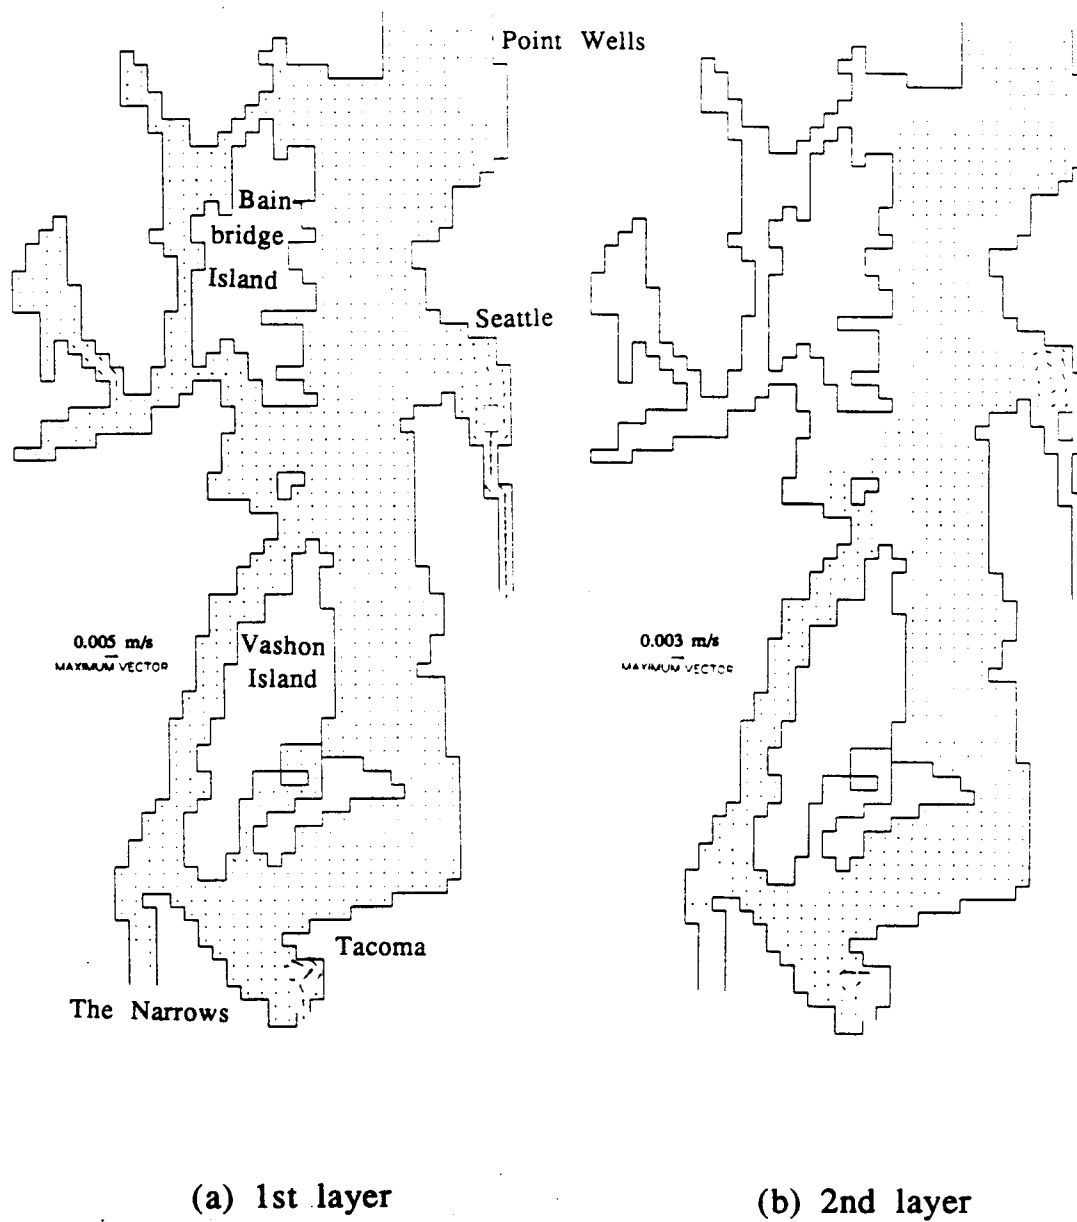 Point Wells
Bain-
bridge
Island
Seattle
0.005 m/s
MAXIMUM VECTOR
Vashon
Island
0.003 m/s
MAXIMUM VECTOR
Tacoma
The Narrows
(a) 1st layer
(b) 2nd layer